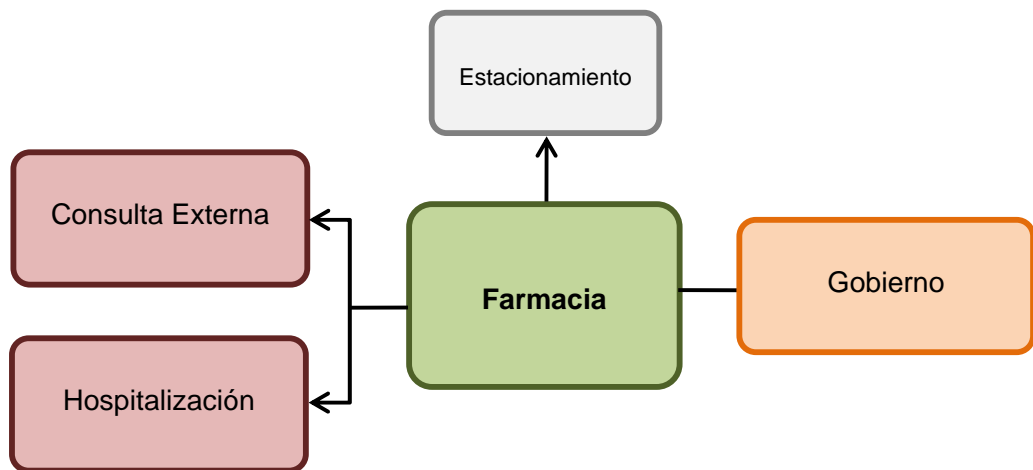 Estacionamiento
Consulta Externa
Farmacia
Gobierno
Hospitalización